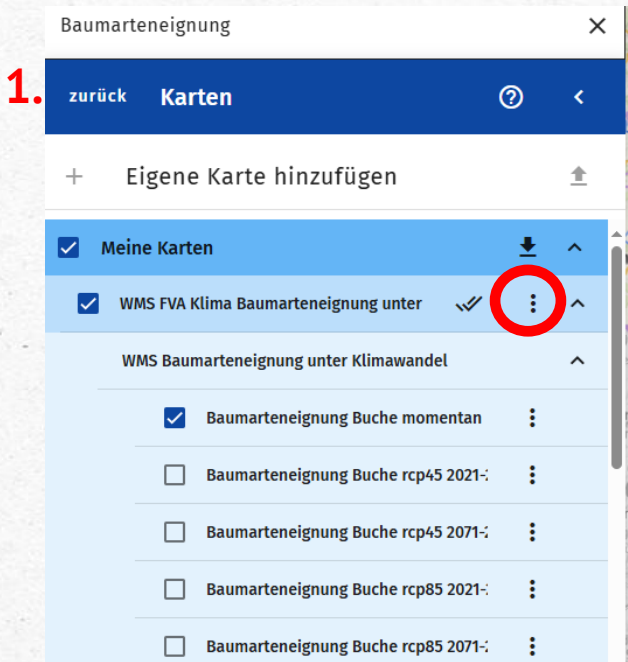 Baumarteneignung
1.
zurück Karten
Eigene Karte hinzufügen
Meine Karten
WMS FVA Klima Baumarteneignung unter
WMS Baumarteneignung unter Klimawandel
Baumarteneignung Buche momentan
Baumarteneignung Buche rcp45 2021-
Baumarteneignung Buche rcp45 2071-
Baumarteneignung Buche rcp85 2021-
Baumarteneignung Buche rcp85 2071-